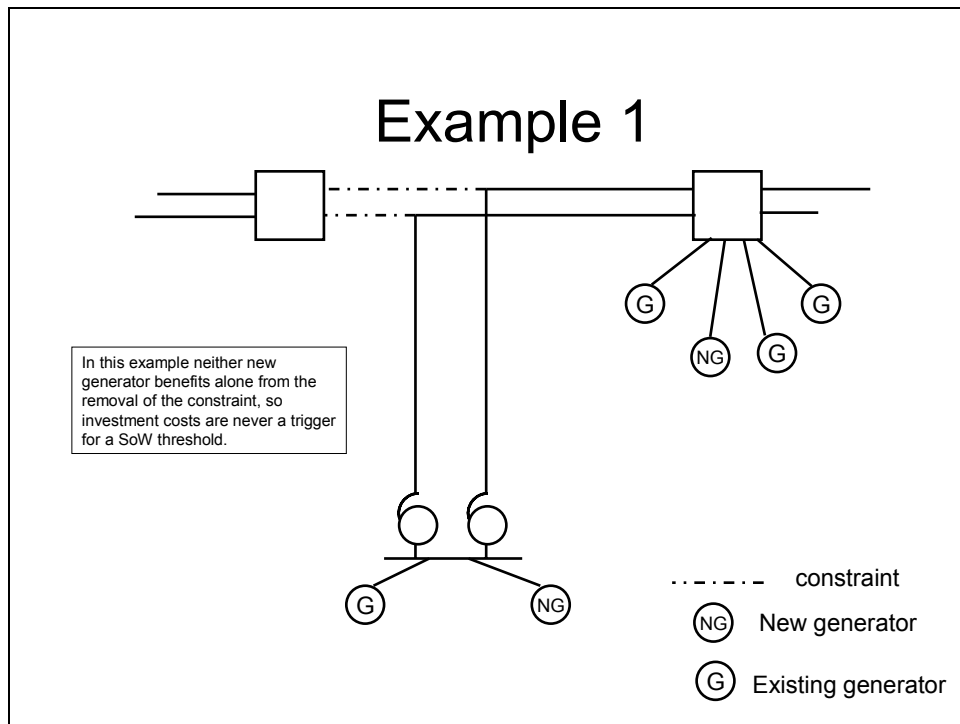 Example 1
G
G
NG
G
In this example neither new
generator benefits alone from the
removal of the constraint, so
investment costs are never a trigger
for a SoW threshold.
G
NG
constraint
NG New generator
G Existing generator